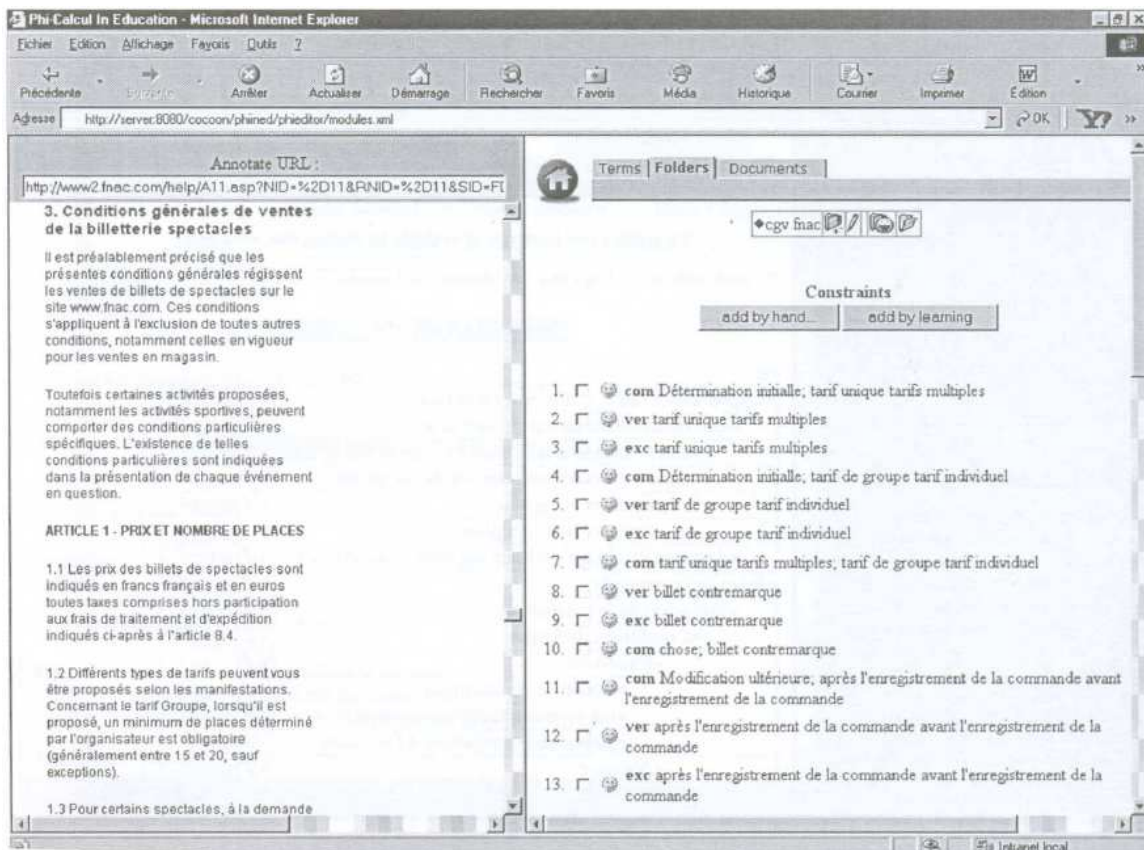 Phi-Calcul In Education - Microsoft Internet Explorer
Fichier Edition Affichage Favoris Outils ?
Précédente Suivante Arrêter Actualiser Démarrage Rechercher Favoris Média Historique Courrier Imprimer Edition
Adresse http://server:8080/cocoon/phiined/phieditor/modules.xml OK
Annotate URL :
http://www2.fnac.com/help/A11.asp?NID=%2D11&RNID=%2D11&SID=F
3. Conditions générales de ventes
de la billetterie spectacles
Il est préalablement précisé que les
présentes conditions générales régissent
les ventes de billets de spectacles sur le
site www.fnac.com. Ces conditions
s'appliquent à l'exclusion de toutes autres
conditions, notamment celles en vigueur
pour les ventes en magasin.
Toutefois certaines activités proposées,
notamment les activités sportives, peuvent
comporter des conditions particulières
spécifiques. L'existence de telles
conditions particulières sont indiquées
dans la présentation de chaque événement
en question.
ARTICLE 1 - PRIX ET NOMBRE DE PLACES
1.1 Les prix des billets de spectacles sont
indiqués en francs français et en euros
toutes taxes comprises hors participation
aux frais de traitement et d'expédition
indiqués ci-après à l'article 8.4.
1.2 Différents types de tarifs peuvent vous
être proposés selon les manifestations.
Concernant le tarif Groupe, lorsqu'il est
proposé, un minimum de places déterminé
par l'organisateur est obligatoire
(généralement entre 15 et 20, sauf
exceptions).
1.3 Pour certains spectacles, à la demande
Terms Folders Documents
cgv fnac
Constraints
add by hand... add by learning
1. com Détermination initialle; tarif unique tarifs multiples
2. ver tarif unique tarifs multiples
3. exc tarif unique tarifs multiples
4. com Détermination initialle; tarif de groupe tarif individuel
5. ver tarif de groupe tarif individuel
6. exc tarif de groupe tarif individuel
7. com tarif unique tarifs multiples; tarif de groupe tarif individuel
8. ver billet contremarque
9. exc billet contremarque
10. com chose; billet contremarque
11. com Modification ultérieure; après l'enregistrement de la commande avant
l'enregistrement de la commande
12. ver après l'enregistrement de la commande avant l'enregistrement de la
commande
13. exc après l'enregistrement de la commande avant l'enregistrement de la
commande
Intranet local